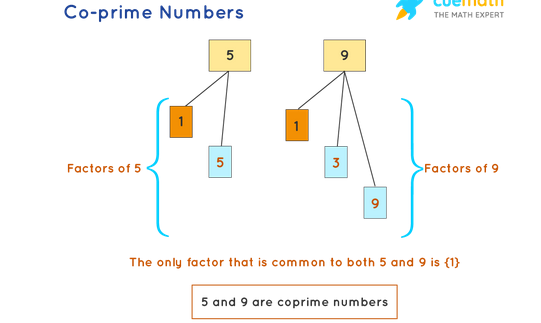 Co-prime Numbers
cuemath
THE MATH EXPERT
5
9
1
1
5
3
Factors of 5
Factors of 9
9
The only factor that is common to both 5 and 9 is {1}
5 and 9 are coprime numbers